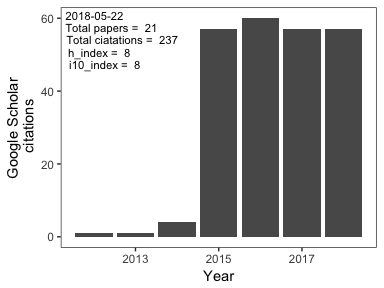 2018-05-22
Total papers = 21
Total ciatations = 237
h_index = 8
i10_index = 8
Google Scholar
citations
60
40
20
0
2013
2015
2017
Year